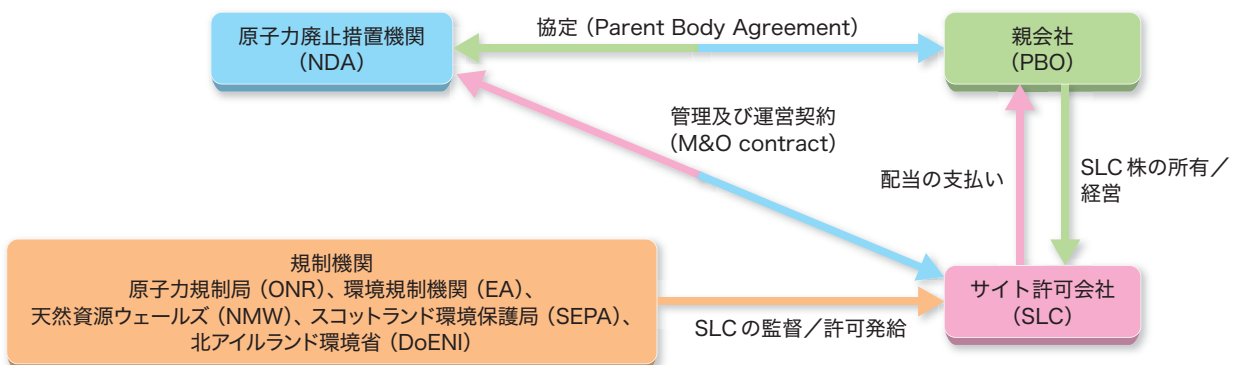 原子力廃止措置機関
（NDA）
協定（Parent Body Agreement）
親会社
（PBO）
管理及び運営契約
（M&O contract）
配当の支払い
SLC 株の所有／
経営
規制機関
原子力規制局（ONR）、環境規制機関（EA）、
天然資源ウェールズ（NMW）、スコットランド環境保護局（SEPA）、
北アイルランド環境省（DoENI）
SLCの監督／許可発給
サイト許可会社
（SLC）